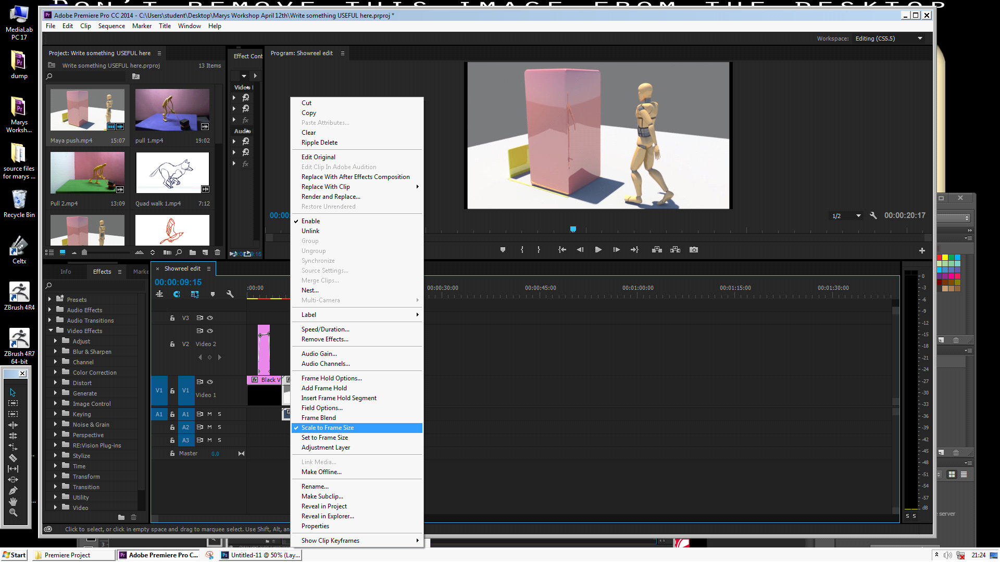 DON'T REMOVE THIS IMAGE FROM THE DESKTOP
MediaLab
PC 17
dump
Marys
Worksh...
source files
for marys ...
Recycle Bin
Celtx
ZBrush 4R4
ZBrush 4R7
64-bit
Adobe Premiere Pro CC 2014 - C:\Users\student\Desktop\Marys Workshop April 12th\Write something USEFUL here.prproj *
File Edit Clip Sequence Marker Title Window Help
Workspace: Editing (CS5.5)
Project: Write something USEFUL here
Write something USEFUL here.prproj 13 Items
Maya push.mp4 15:07
pull 1.mp4 19:02
Pull 2.mp4 13:09
Quad walk 1.mp4 7:12
Effect Cont
Video
fx
Audio
fx
Program: Showreel edit
1/2
00:00:20:17
Info Effects Marke
Presets
Audio Effects
Audio Transitions
Video Effects
Adjust
Blur & Sharpen
Channel
Color Correction
Distort
Generate
Image Control
Keying
Noise & Grain
Perspective
RE:Vision Plug-ins
Stylize
Time
Transform
Transition
Utility
Video
× Showreel edit
00:00:09:15
:00:00
00:00:30:00 00:00:45:00 00:01:00:00 00:01:15:00 00:01:30:00
V3
V2 Video 2
V1 V1 Video 1
fx Black V
A1 A1 M S
A2 M S
A3 M S
Master 0.0
Cut
Copy
Paste Attributes...
Clear
Ripple Delete
Edit Original
Edit Clip In Adobe Audition
Replace With After Effects Composition
Replace With Clip
Render and Replace...
Restore Unrendered
Enable
Unlink
Group
Ungroup
Synchronize
Source Settings...
Merge Clips...
Nest...
Multi-Camera
Label
Speed/Duration...
Remove Effects...
Audio Gain...
Audio Channels...
Frame Hold Options...
Add Frame Hold
Insert Frame Hold Segment
Field Options...
Frame Blend
Scale to Frame Size
Set to Frame Size
Adjustment Layer
Link Media...
Make Offline...
Rename...
Make Subclip...
Reveal in Project
Reveal in Explorer...
Properties
Show Clip Keyframes
0
-3
-6
-9
-12
-15
-18
-21
-24
-27
-30
-33
-36
-39
-42
-45
-48
-51
-54
-57
dB
S S
server
Click to select, or click in empty space and drag to marquee select. Use Shift, Alt, an
Start
Premiere Project
Adobe Premiere Pro C...
Untitled-11 @ 50% (Lay...
21:24